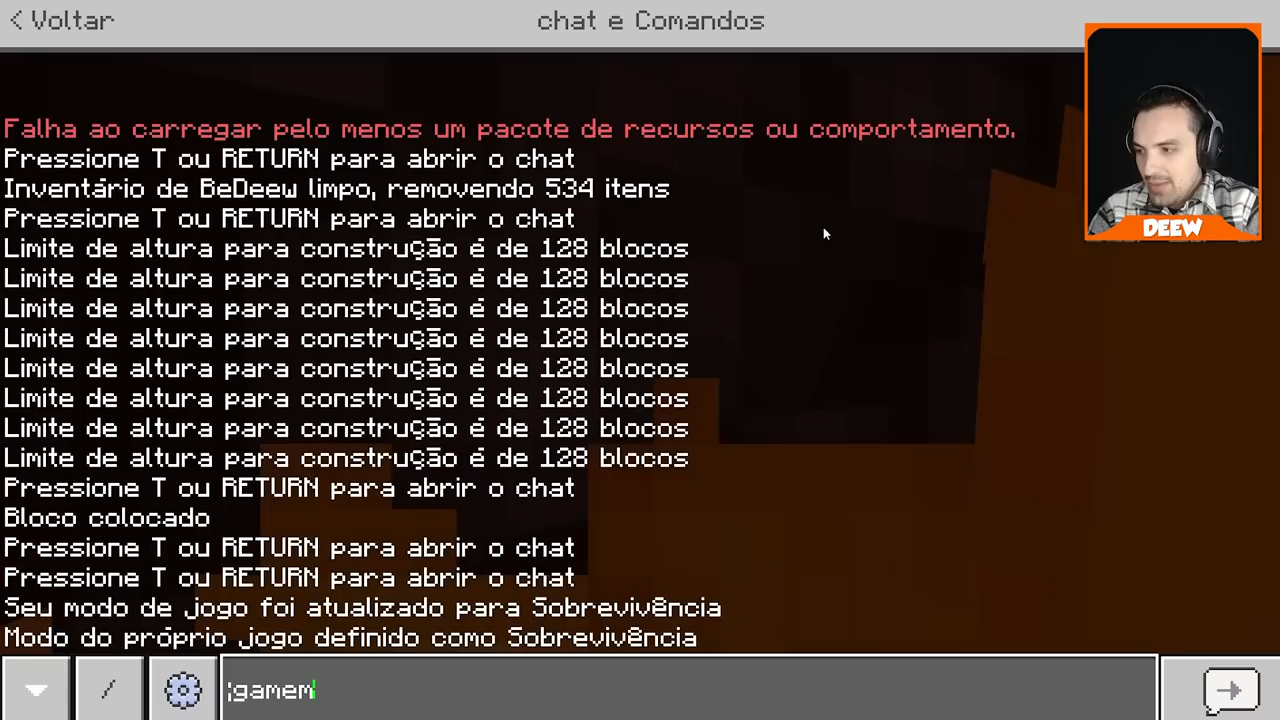 Voltar
chat e Comandos
Falha ao carregar pelo menos um pacote de recursos ou comportamento.
Pressione T ou RETURN para abrir o chat
Inventário de BeDeew limpo, removendo 534 itens
Pressione T ou RETURN para abrir o chat
Limite de altura para construção é de 128 blocos
Limite de altura para construção é de 128 blocos
Limite de altura para construção é de 128 blocos
Limite de altura para construção é de 128 blocos
Limite de altura para construção é de 128 blocos
Limite de altura para construção é de 128 blocos
Limite de altura para construção é de 128 blocos
Limite de altura para construção é de 128 blocos
Pressione T ou RETURN para abrir o chat
Bloco colocado
Pressione T ou RETURN para abrir o chat
Pressione T ou RETURN para abrir o chat
Seu modo de jogo foi atualizado para Sobrevivência
Modo do próprio jogo definido como Sobrevivência
/
;gamem
DEEW